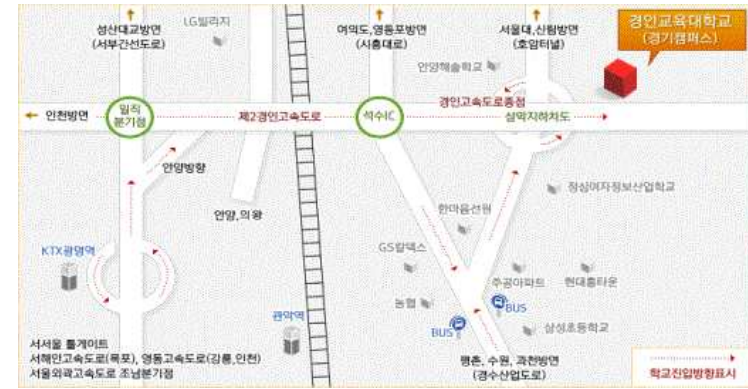 성산대교방면
(서부간선도로)
LG빌리지
여의도,영등포방면
(시흥대로)
서울대,신림방면
(호암터널)
경인교육대학교
(경기캠퍼스)
안양해솔학교
인천방면
일직
분기점
제2경인고속도로
석수IC
경인고속도로종점
삼막지하차도
안양방향
안양,의왕
정심여자정보산업학교
한마음선원
KTX광명역
GS칼텍스
주공아파트
현대홈타운
농협
BUS
BUS
관악역
삼성초등학교
서서울 톨게이트
서해안고속도로(목포), 영동고속도로(강릉,인천)
서울외곽고속도로 조남분기점
평촌, 수원, 과천방면
(경수산업도로)
학교진입방향표시